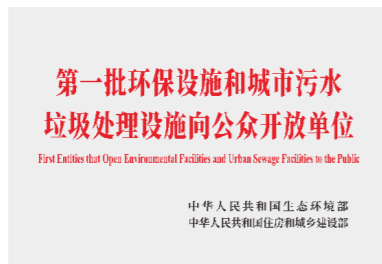 第一批环保设施和城市污水
垃圾处理设施向公众开放单位
First Entities that Open Environmental Facilities and Urban Sewage Facilities to the Public
中华人民共和国生态环境部
中华人民共和国住房和城乡建设部